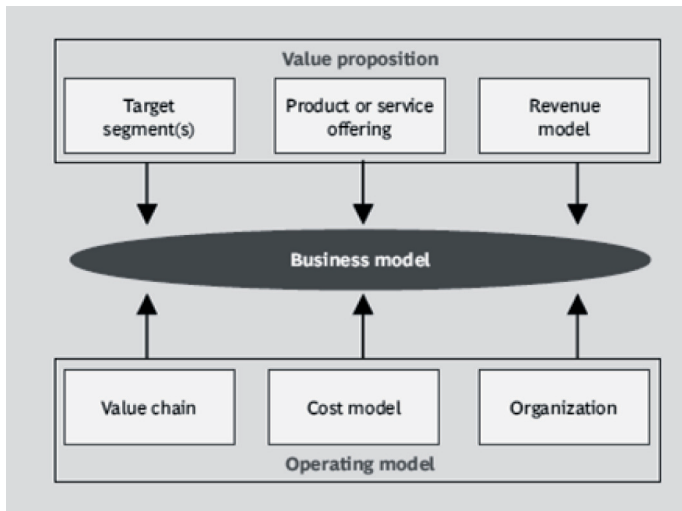 Value proposition
Target
segment(s)
Product or service
offering
Revenue
model
Business model
Value chain
Cost model
Organization
Operating model